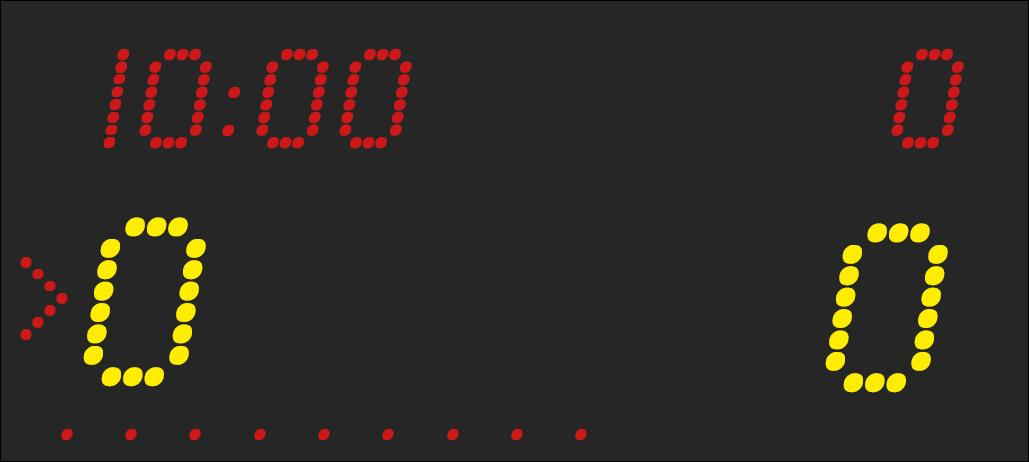 10:00 0
> 0 0
. . . . . . . . .